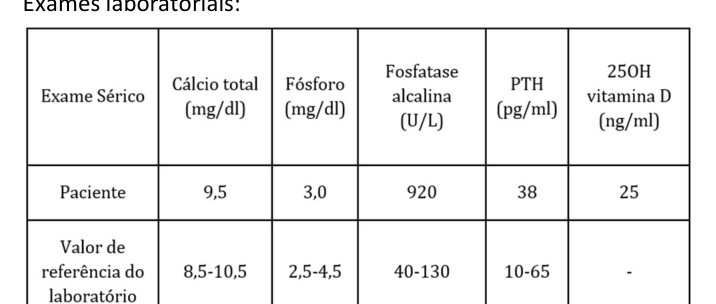 Exames laboratoriais:
Exame Sérico
Cálcio total
(mg/dl)
Fósforo
(mg/dl)
Fosfatase
alcalina
(U/L)
PTH
(pg/ml)
25OH
vitamina D
(ng/ml)
Paciente
9,5
3,0
920
38
25
Valor de
referência do
laboratório
8,5-10,5
2,5-4,5
40-130
10-65
-